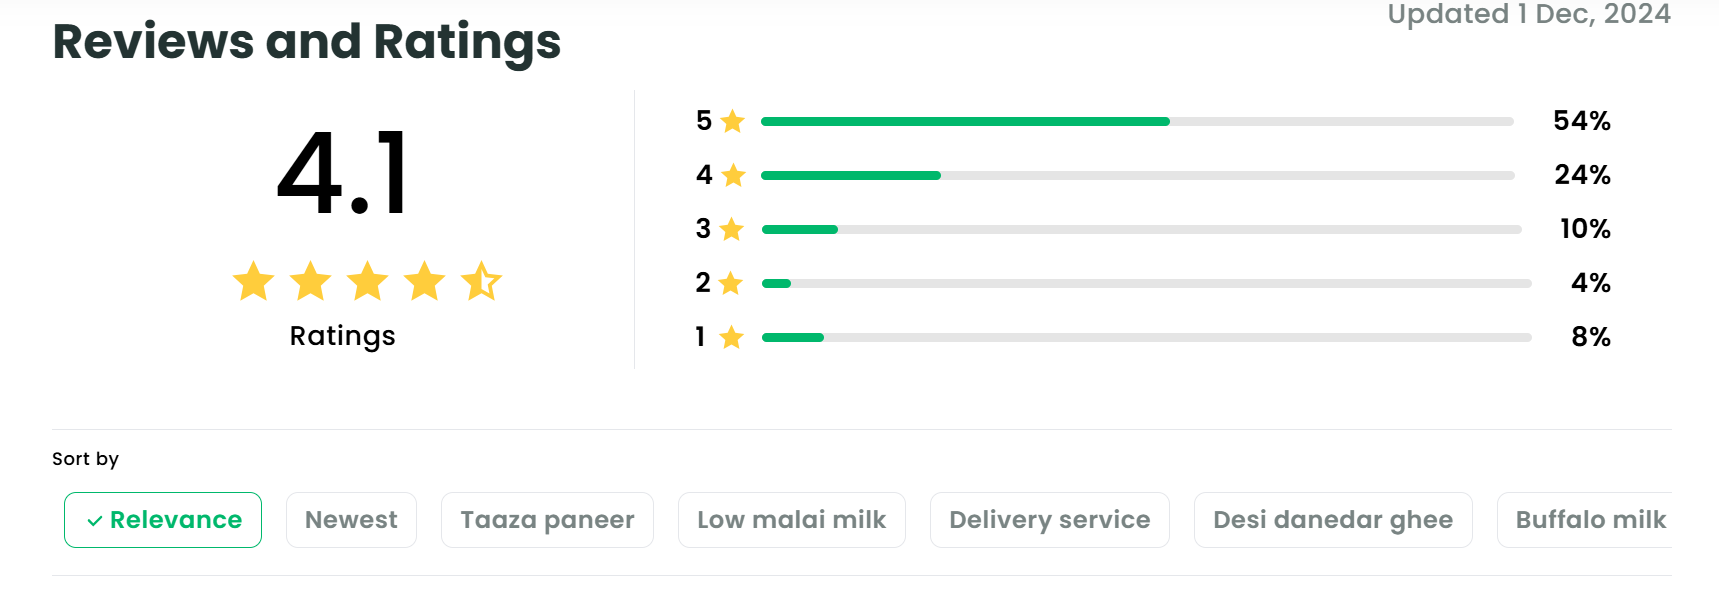 Updated 1 Dec, 2024
Reviews and Ratings
4.1
Ratings
5 54%
4 24%
3 10%
2 4%
1 8%
Sort by
Relevance Newest Taaza paneer Low malai milk Delivery service Desi danedar ghee Buffalo milk